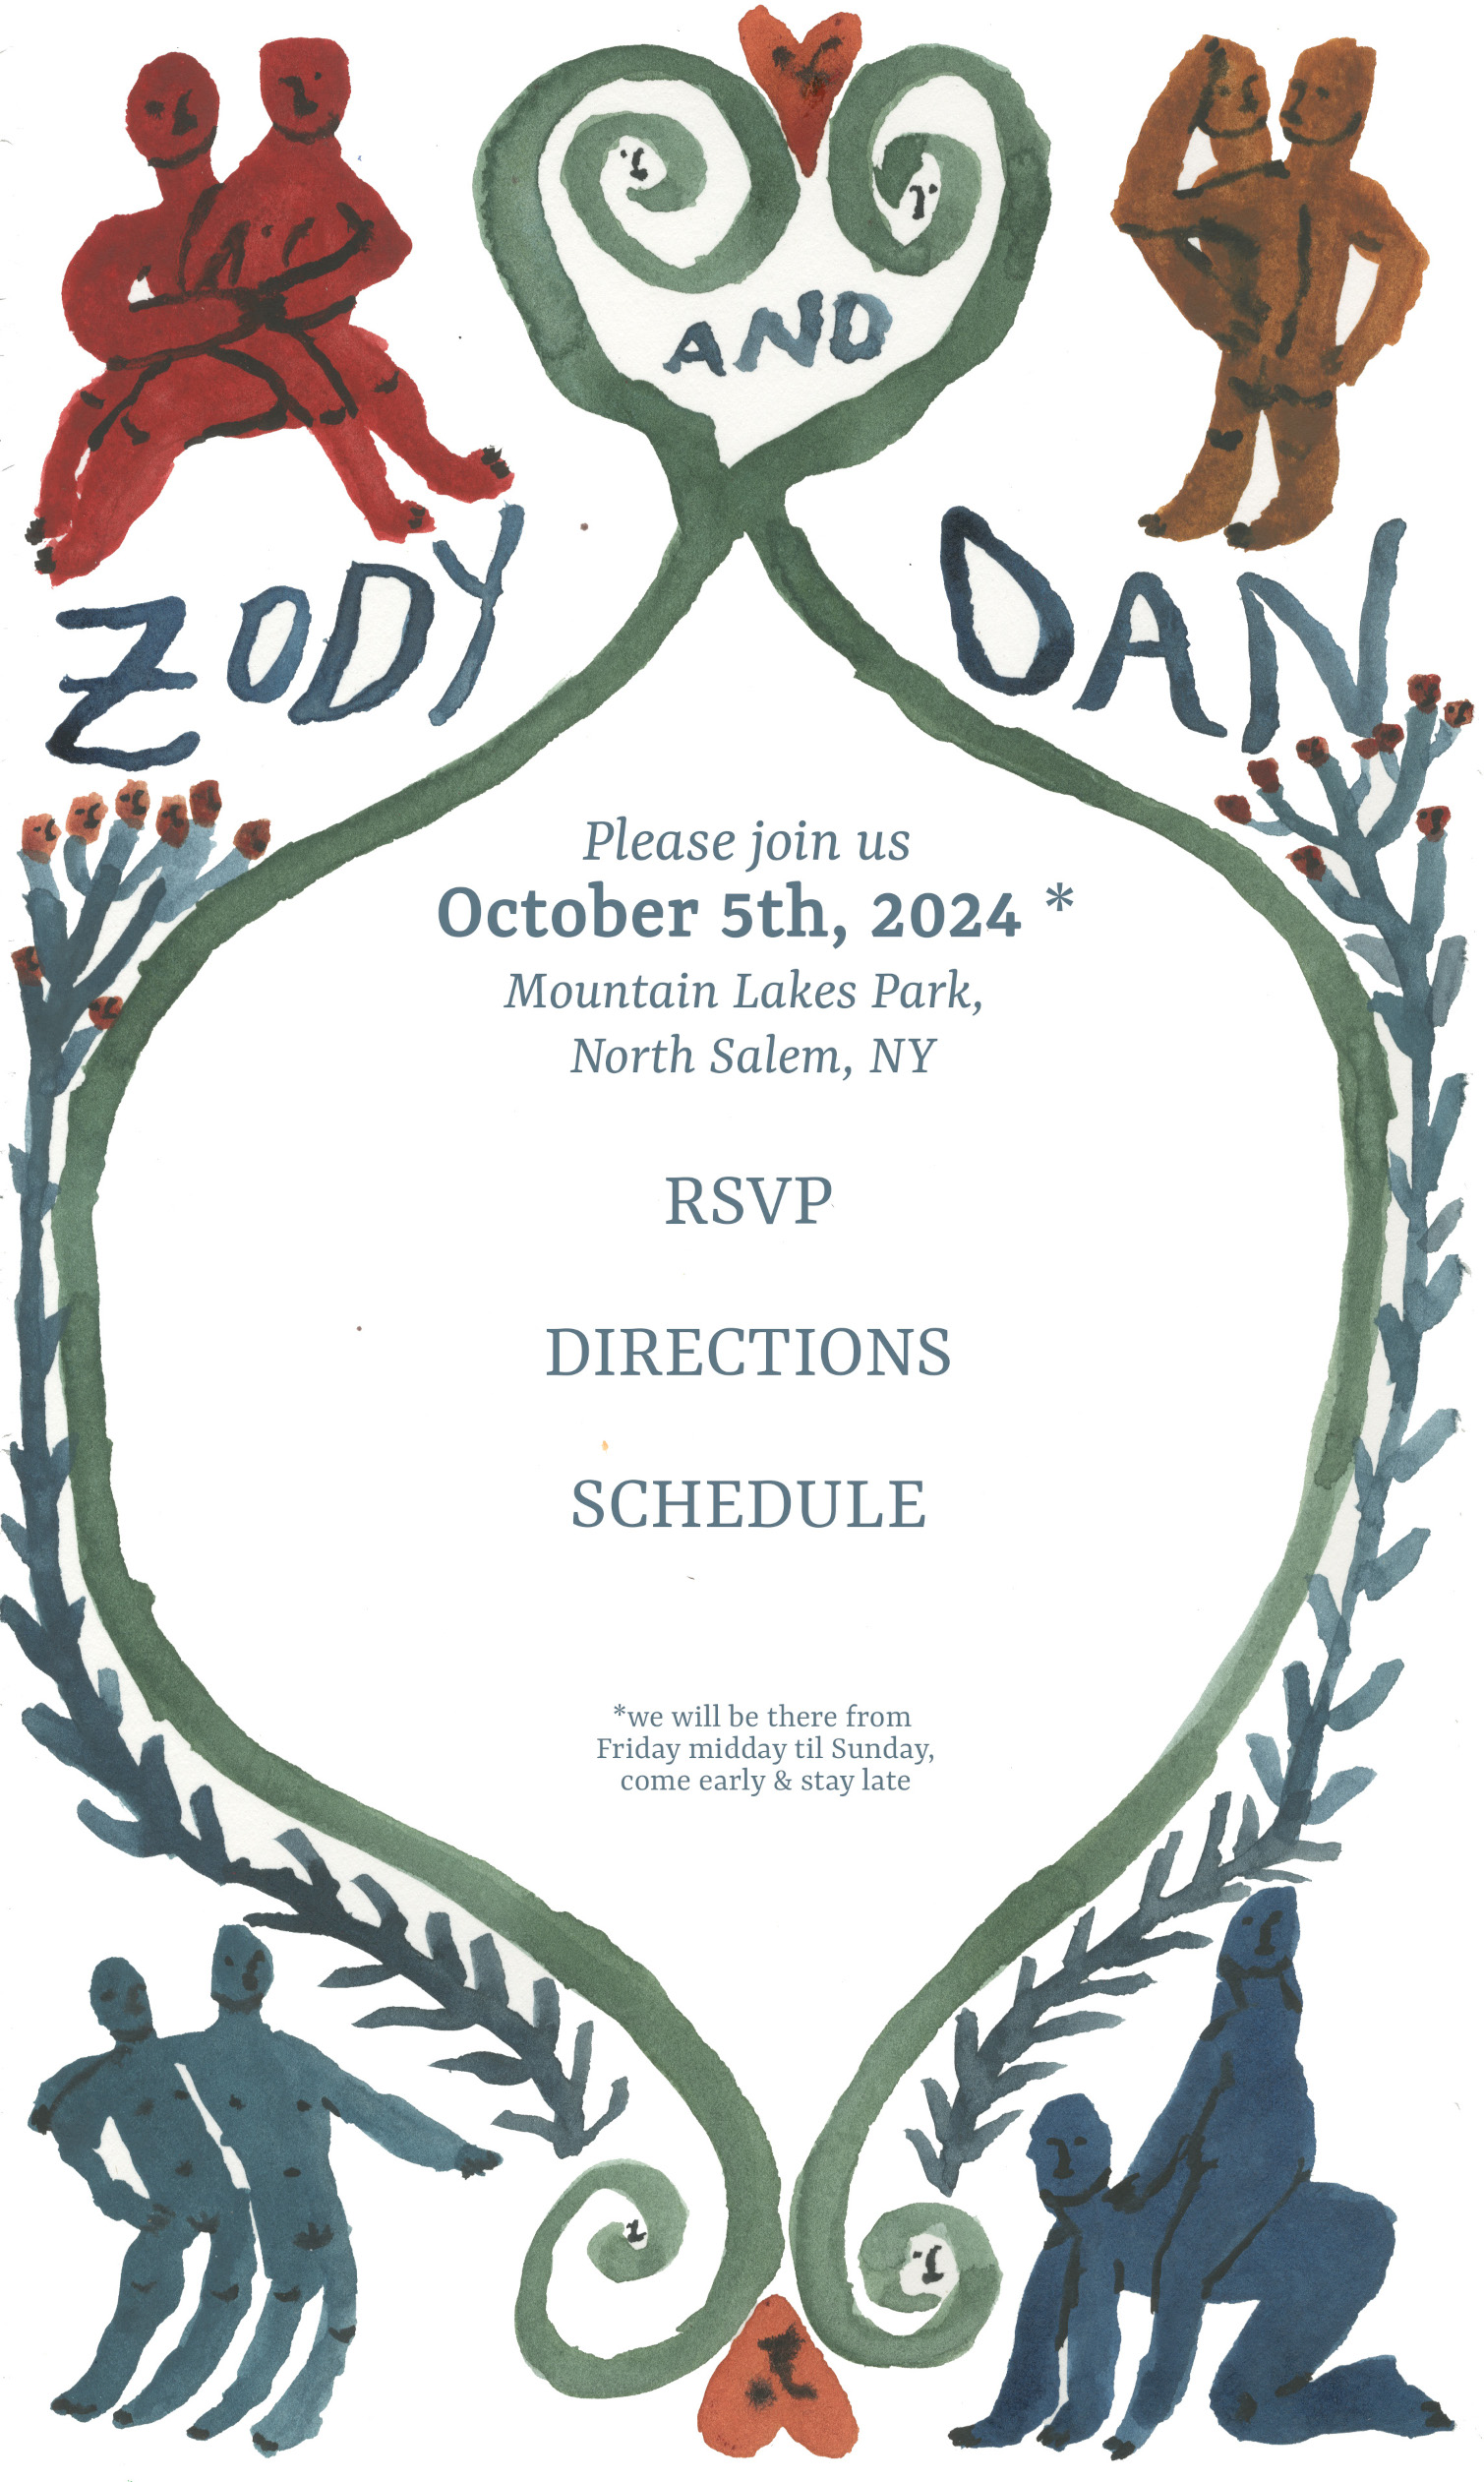 AND
ZODY
DAN
Please join us
October 5th, 2024 *
Mountain Lakes Park,
North Salem, NY
RSVP
DIRECTIONS
SCHEDULE
*we will be there from
Friday midday til Sunday,
come early & stay late